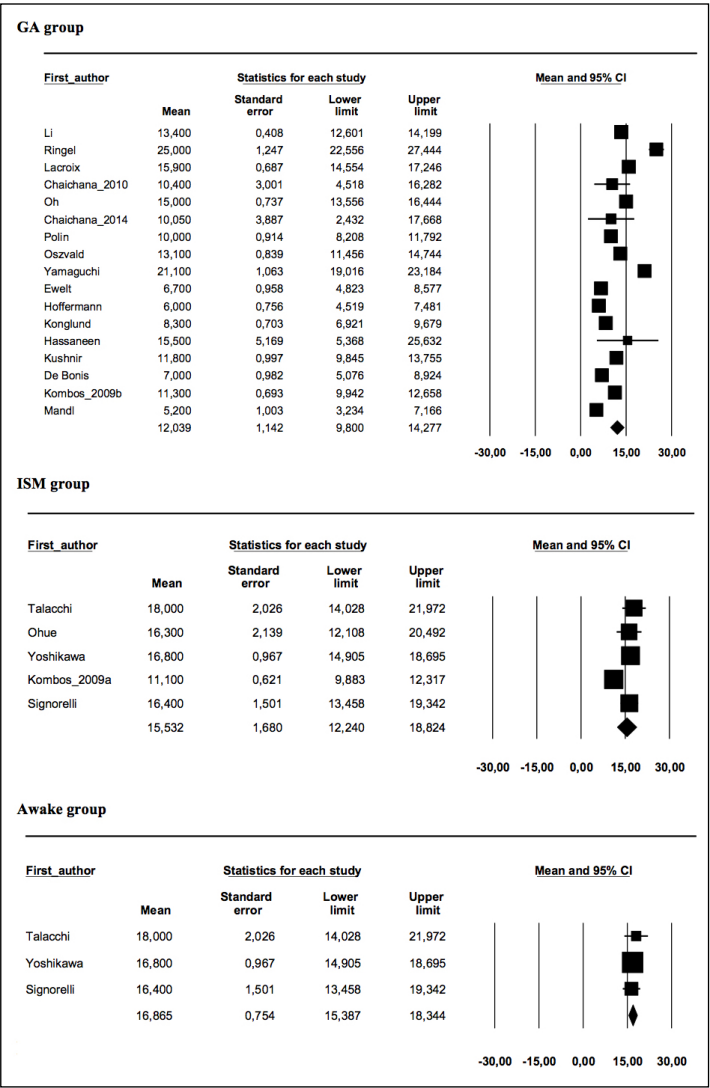 GA group
First_author Statistics for each study Mean and 95% CI
Standard Lower Upper
Mean error limit limit
Li 13,400 0,408 12,601 14,199
Ringel 25,000 1,247 22,556 27,444
Lacroix 15,900 0,687 14,554 17,246
Chaichana_2010 10,400 3,001 4,518 16,282
Oh 15,000 0,737 13,556 16,444
Chaichana_2014 10,050 3,887 2,432 17,668
Polin 10,000 0,914 8,208 11,792
Oszvald 13,100 0,839 11,456 14,744
Yamaguchi 21,100 1,063 19,016 23,184
Ewelt 6,700 0,958 4,823 8,577
Hoffermann 6,000 0,756 4,519 7,481
Konglund 8,300 0,703 6,921 9,679
Hassaneen 15,500 5,169 5,368 25,632
Kushnir 11,800 0,997 9,845 13,755
De Bonis 7,000 0,982 5,076 8,924
Kombos_2009b 11,300 0,693 9,942 12,658
Mandl 5,200 1,003 3,234 7,166
12,039 1,142 9,800 14,277
-30,00 -15,00 0,00 15,00 30,00
ISM group
First_author Statistics for each study Mean and 95% CI
Standard Lower Upper
Mean error limit limit
Talacchi 18,000 2,026 14,028 21,972
Ohue 16,300 2,139 12,108 20,492
Yoshikawa 16,800 0,967 14,905 18,695
Kombos_2009a 11,100 0,621 9,883 12,317
Signorelli 16,400 1,501 13,458 19,342
15,532 1,680 12,240 18,824
-30,00 -15,00 0,00 15,00 30,00
Awake group
First_author Statistics for each study Mean and 95% CI
Standard Lower Upper
Mean error limit limit
Talacchi 18,000 2,026 14,028 21,972
Yoshikawa 16,800 0,967 14,905 18,695
Signorelli 16,400 1,501 13,458 19,342
16,865 0,754 15,387 18,344
-30,00 -15,00 0,00 15,00 30,00